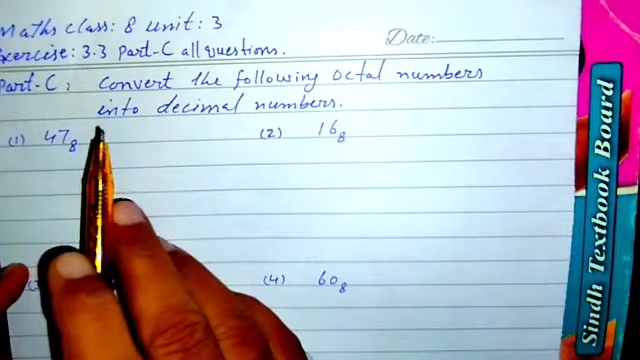 Maths class: 8 unit: 3
Exercise: 3.3 Part-C all questions.
Date:
Part-C: Convert the following octal numbers
into decimal numbers.
(1) 47₈ (2) 16₈
(4) 60₈
Sindh Textbook Board